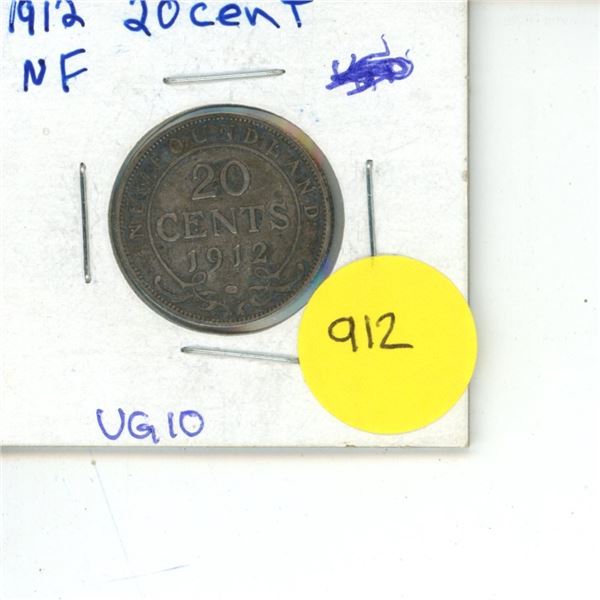 1912 20cent
NF
NEWFOUNDLAND
20
CENTS
1912
912
VG10